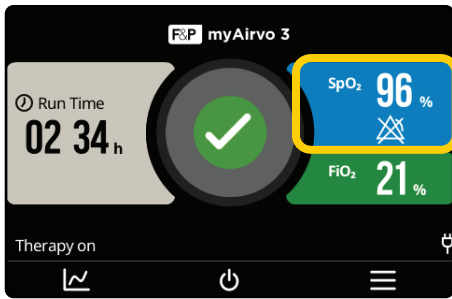 F&P myAirvo 3
Run Time
02 34 h
SpO₂ 96 %
FiO₂ 21 %
Therapy on